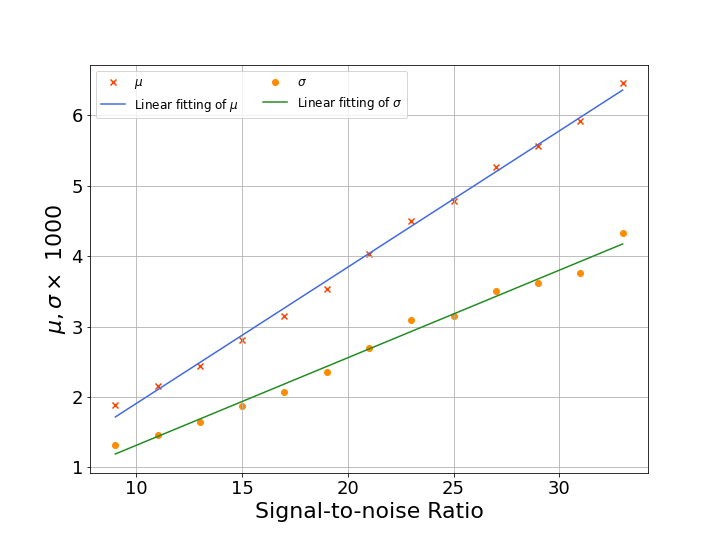 μ
Linear fitting of μ
σ
Linear fitting of σ
μ, σ × 1000
6
5
4
3
2
1
10 15 20 25 30
Signal-to-noise Ratio